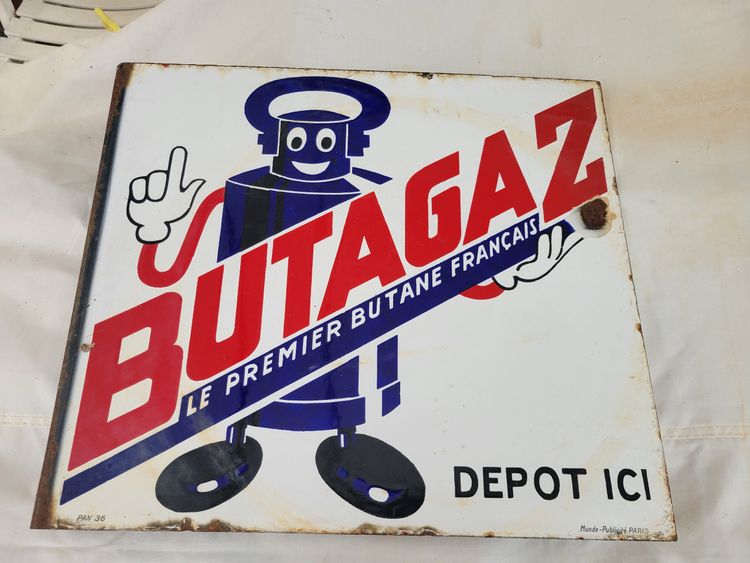 BUTAGAZ
LE PREMIER BUTANE FRANÇAIS
DEPOT ICI
PAN 36
Monde-Publicité PARIS